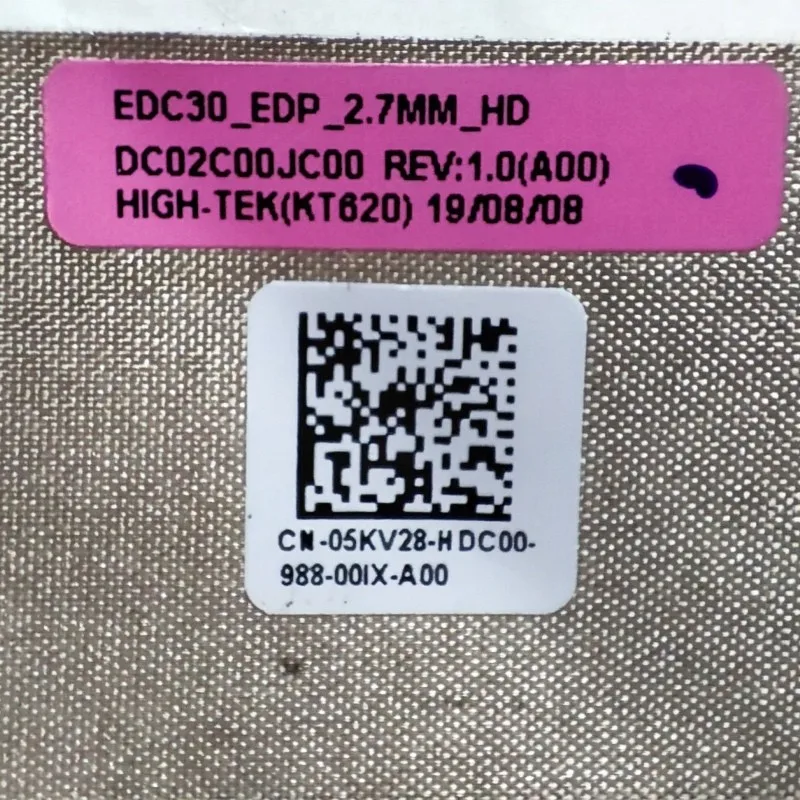 EDC30_EDP_2.7MM_HD
DC02C00JC00 REV:1.0(A00)
HIGH-TEK(KT620) 19/08/08
CN-05KV28-HDC00-
988-00IX-A00